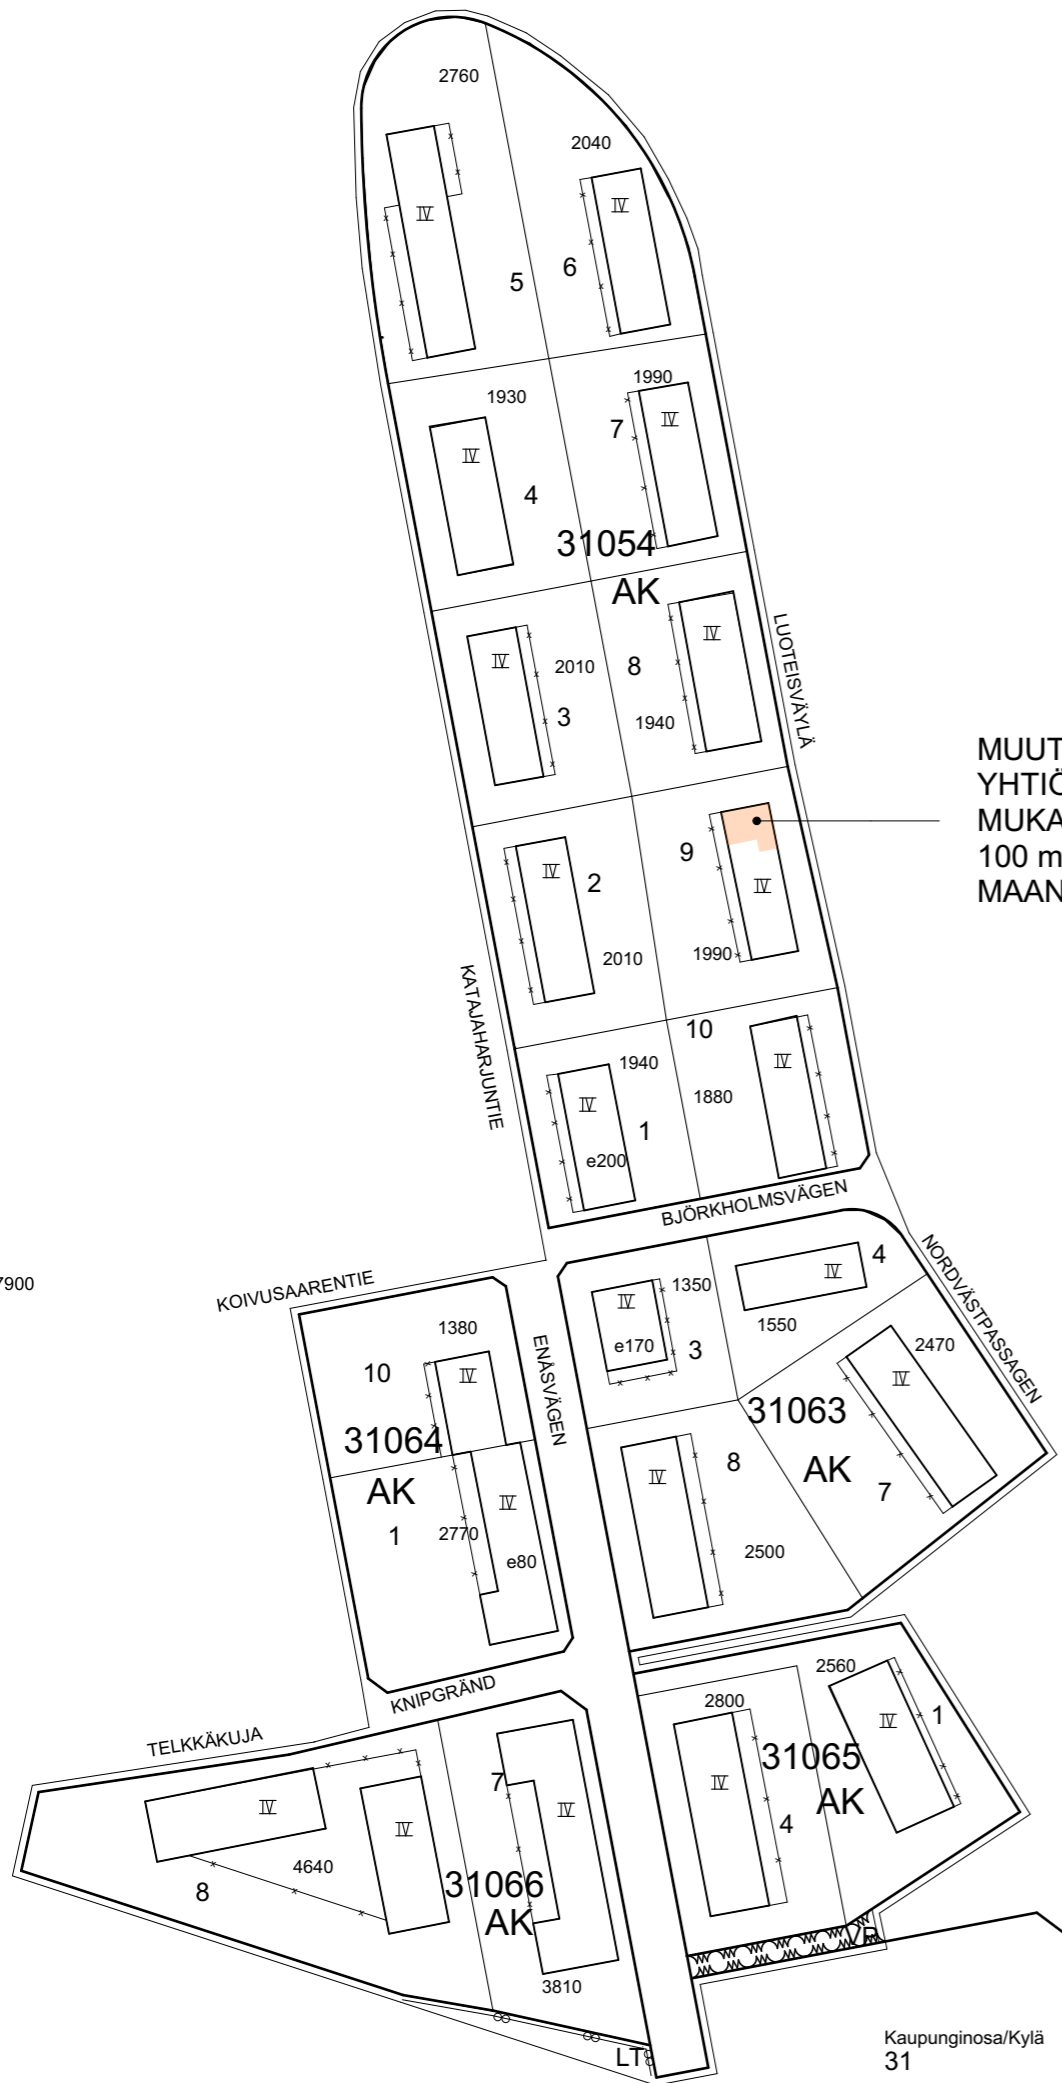 2760
2040
IV
IV
6
5
1990
1930
IV
7
IV
4
31054
AK
LUOTEISVÄYLÄ
IV
IV
2010
8
3
1940
MUUT
YHTIÖ
MUKA
100 m
MAAN
9
IV
2
IV
1990
2010
KATAJAHARJUNTIE
10
1940
IV
1880
IV
1
e200
BJÖRKHOLMSVÄGEN
NORDVÄSTPASSAGEN
4
7900
KOIVUSAARENTIE
IV
1350
IV
1550
1380
ENÄSVÄGEN
e170
3
2470
10
IV
IV
31063
31064
AK
8
AK
IV
7
1
2770
IV
2500
e80
2560
KNIPGRÄND
2800
1
TELKKÄKUJA
IV
31065
7
IV
IV
IV
AK
IV
4
4640
31066
8
AK
VP
3810
Kaupunginosa/Kylä
LT
31